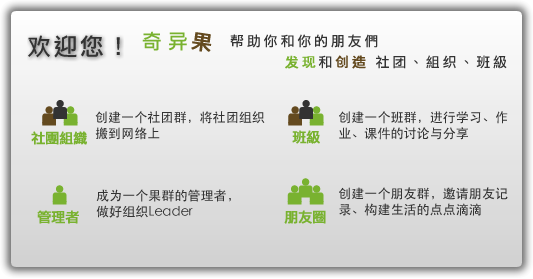 欢迎您！ 奇异果 帮助你和你的朋友們
发现和创造 社团、組织、班級
社團組織 创建一个社团群，将社团组织
搬到网络上
班級 创建一个班群，进行学习、作
业、课件的讨论与分享
管理者 成为一个果群的管理者，
做好组织Leader
朋友圈 创建一个朋友群，邀请朋友记
录、构建生活的点点滴滴